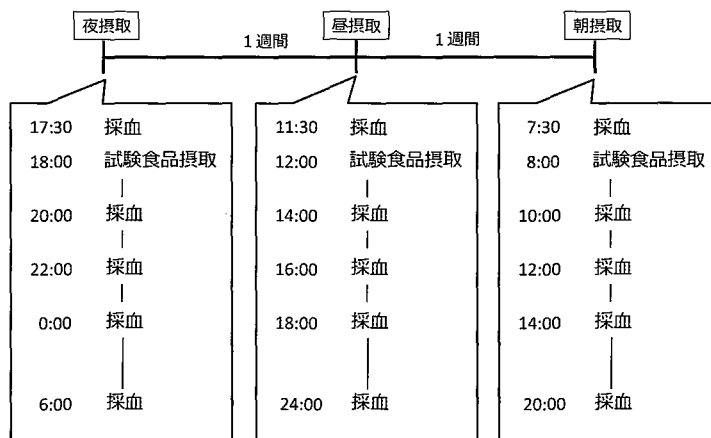 夜摂取
1週間
昼摂取
1週間
朝摂取
17:30 採血
18:00 試験食品摂取
20:00 採血
22:00 採血
0:00 採血
6:00 採血
11:30 採血
12:00 試験食品摂取
14:00 採血
16:00 採血
18:00 採血
24:00 採血
7:30 採血
8:00 試験食品摂取
10:00 採血
12:00 採血
14:00 採血
20:00 採血